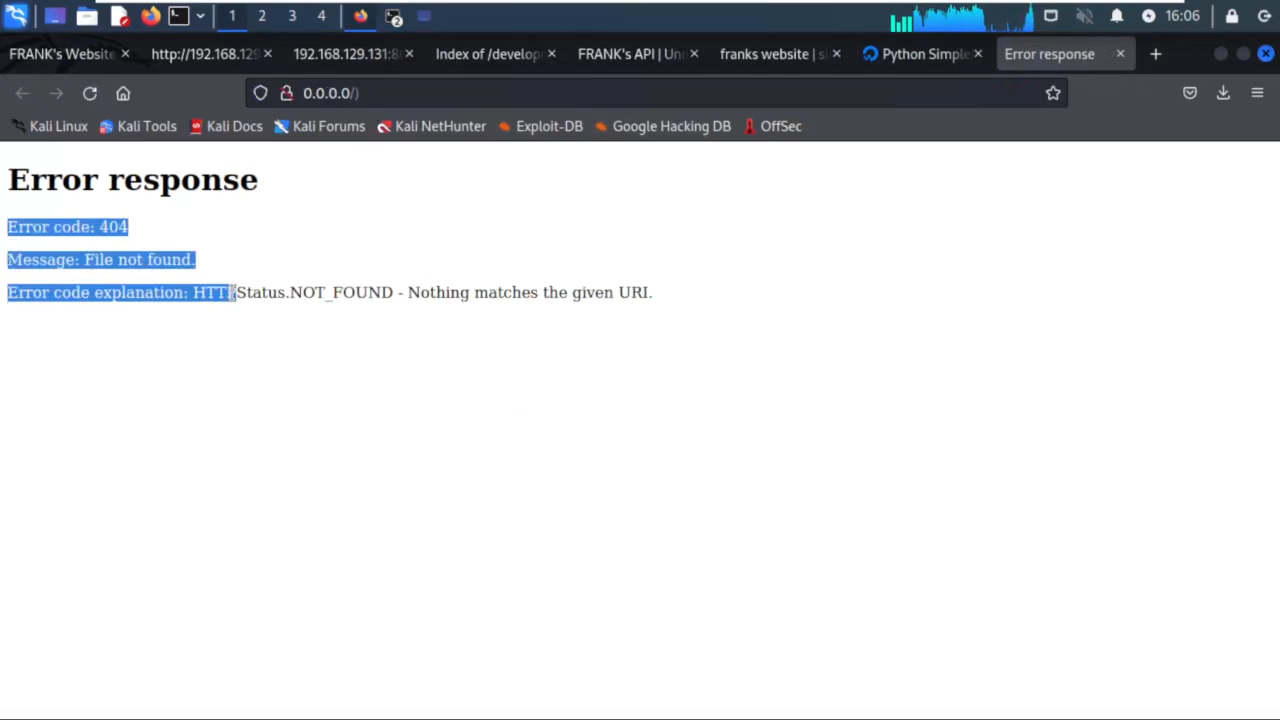 1 2 3 4 2 16:06
FRANK's Website http://192.168.129 192.168.129.131:8 Index of /develop FRANK's API | Un franks website | s Python Simple Error response
0.0.0.0/)
Kali Linux Kali Tools Kali Docs Kali Forums Kali NetHunter Exploit-DB Google Hacking DB OffSec
Error response
Error code: 404
Message: File not found.
Error code explanation: HTTPStatus.NOT_FOUND - Nothing matches the given URI.